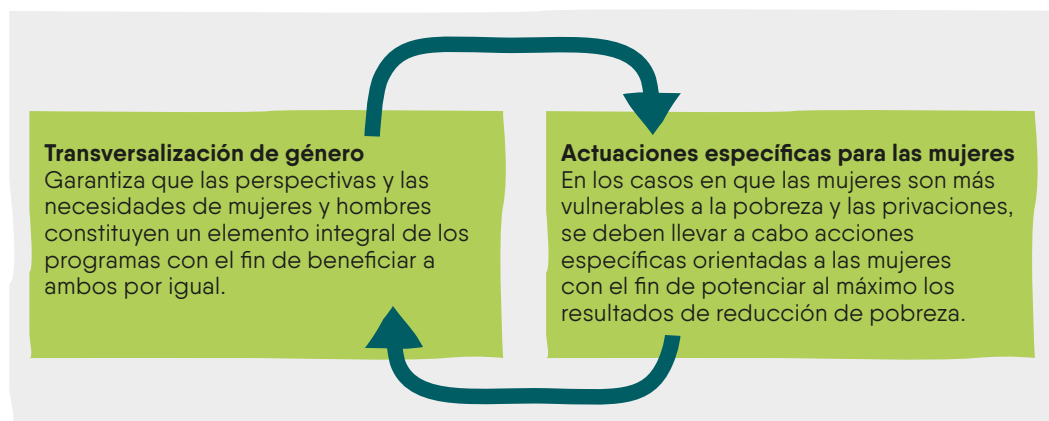 Transversalización de género
Garantiza que las perspectivas y las
necesidades de mujeres y hombres
constituyen un elemento integral de los
programas con el fin de beneficiar a
ambos por igual.
Actuaciones específicas para las mujeres
En los casos en que las mujeres son más
vulnerables a la pobreza y las privaciones,
se deben llevar a cabo acciones
específicas orientadas a las mujeres
con el fin de potenciar al máximo los
resultados de reducción de pobreza.